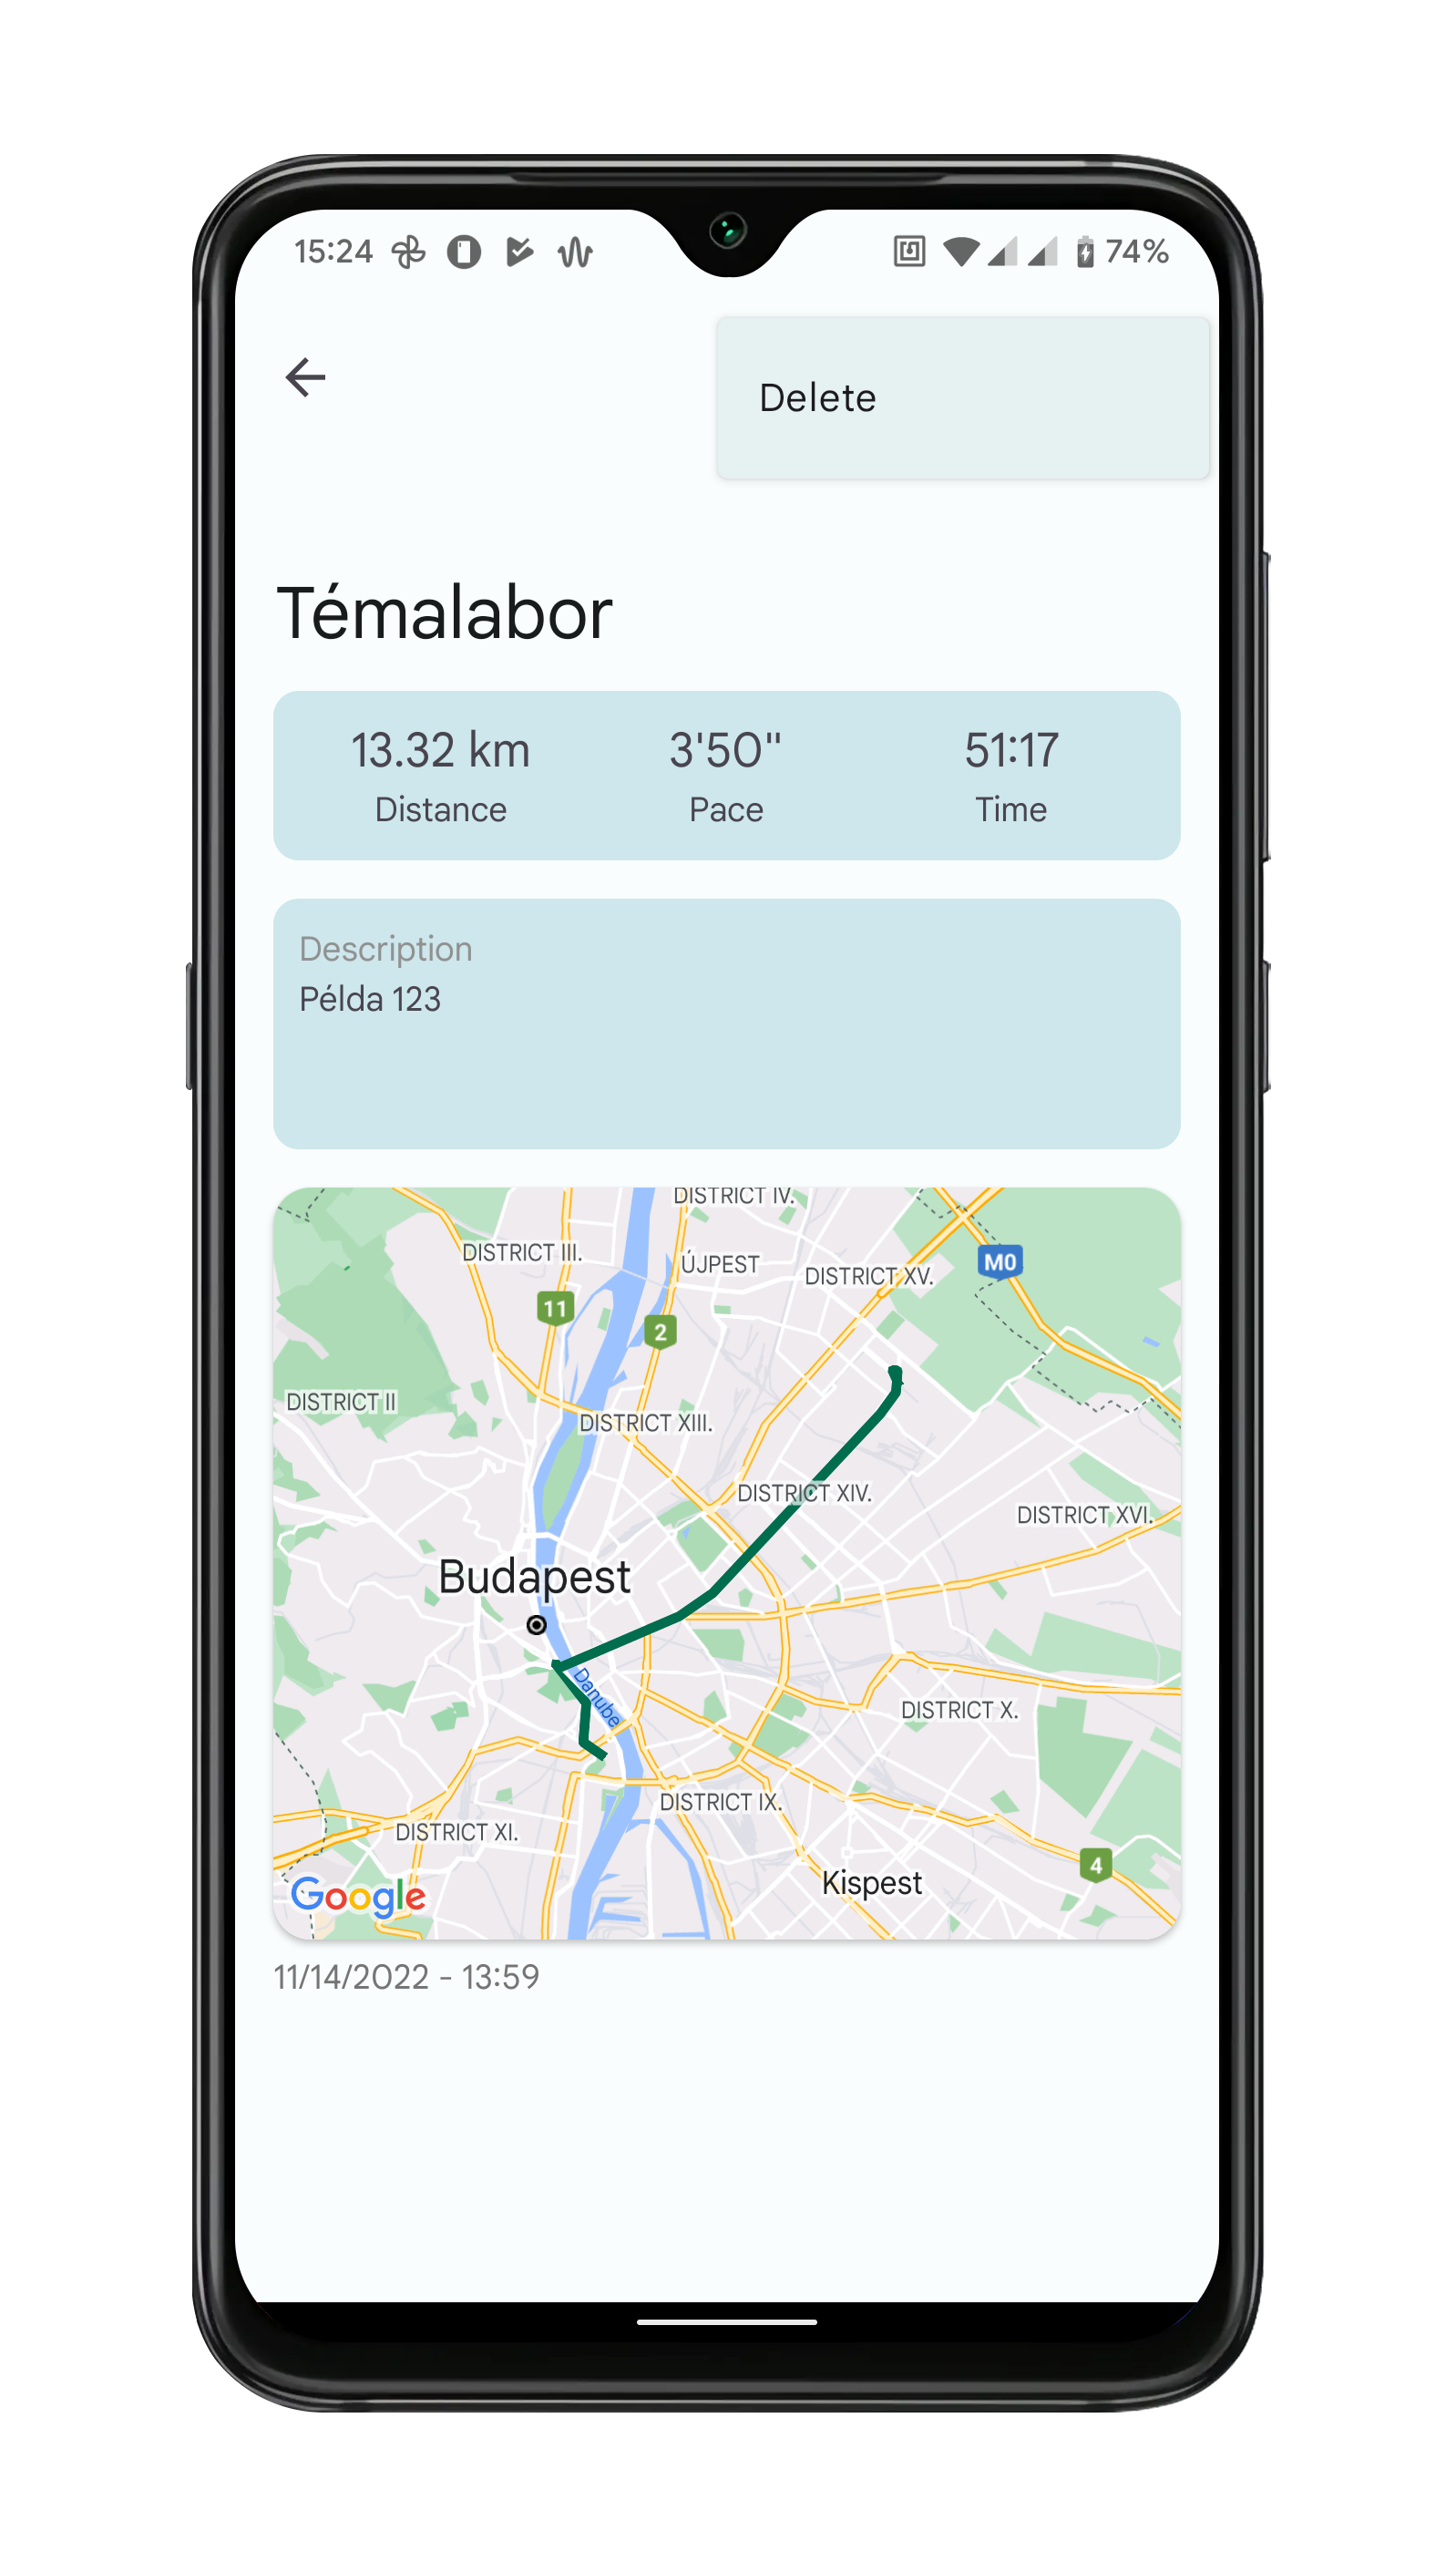 15:24
74%
Delete
Témalabor
13.32 km 3'50" 51:17
Distance Pace Time
Description
Példa 123
DISTRICT IV.
DISTRICT III.
ÚJPEST
DISTRICT XV.
M0
11
2
DISTRICT II
DISTRICT XIII.
DISTRICT XIV.
DISTRICT XVI.
Budapest
Danube
DISTRICT X.
DISTRICT IX.
DISTRICT XI.
4
Kispest
Google
11/14/2022 - 13:59